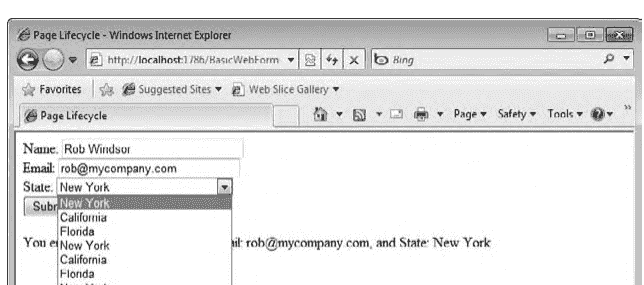 Page Lifecycle - Windows Internet Explorer
http://localhost:1786/BasicWebForm Bing
Favorites Suggested Sites Web Slice Gallery
Page Lifecycle Page Safety Tools
Name: Rob Windsor
Email: rob@mycompany.com
State: New York
New York
Subr
California
Florida
You e New York il: rob@mycompany.com, and State: New York
California
Florida